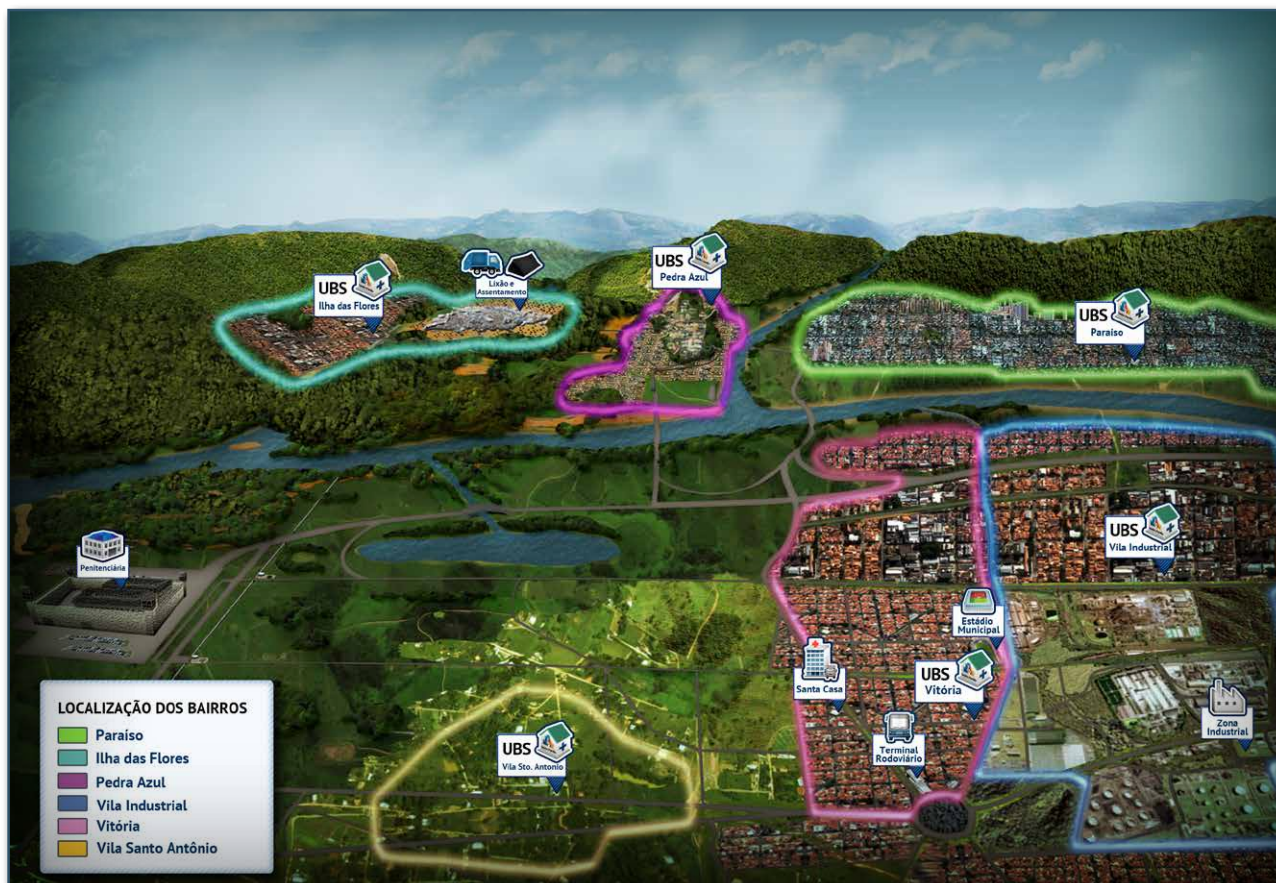 UBS
Ilha das Flores
Lixão e
Assentamento
UBS
Pedra Azul
UBS
Paraíso
UBS
Vila Industrial
Penitenciária
Estádio
Municipal
Santa Casa
UBS
Vitória
Zona
Industrial
Terminal
Rodoviário
UBS
Vila Sto. Antonio
LOCALIZAÇÃO DOS BAIRROS
Paraíso
Ilha das Flores
Pedra Azul
Vila Industrial
Vitória
Vila Santo Antônio